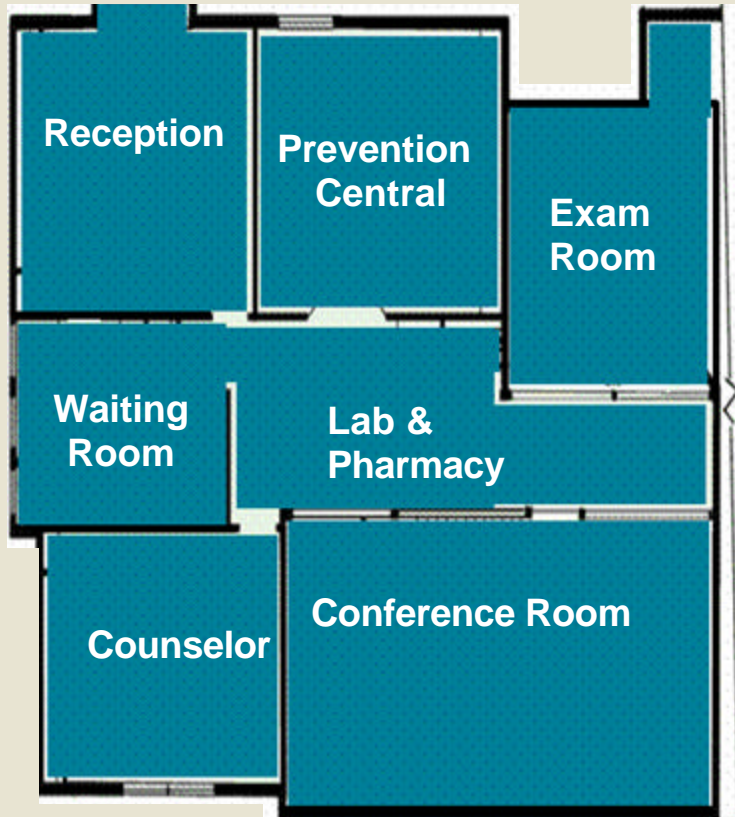 Reception
Prevention
Central
Exam
Room
Waiting
Room
Lab &
Pharmacy
Conference Room
Counselor